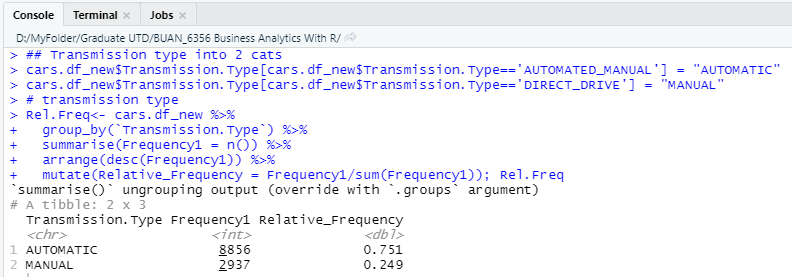 Console Terminal × Jobs ×
D:/MyFolder/Graduate UTD/BUAN_6356 Business Analytics With R/
> ## Transmission type into 2 cats
> cars.df_new$Transmission.Type[cars.df_new$Transmission.Type=='AUTOMATED_MANUAL'] = "AUTOMATIC"
> cars.df_new$Transmission.Type[cars.df_new$Transmission.Type=='DIRECT_DRIVE'] = "MANUAL"
> # transmission type
> Rel.Freq<- cars.df_new %>%
+   group_by(`Transmission.Type`) %>%
+   summarise(Frequency1 = n()) %>%
+   arrange(desc(Frequency1)) %>%
+   mutate(Relative_Frequency = Frequency1/sum(Frequency1)); Rel.Freq
`summarise()` ungrouping output (override with `.groups` argument)
# A tibble: 2 x 3
  Transmission.Type Frequency1 Relative_Frequency
  <chr>                  <int>              <dbl>
1 AUTOMATIC               8856              0.751
2 MANUAL                  2937              0.249